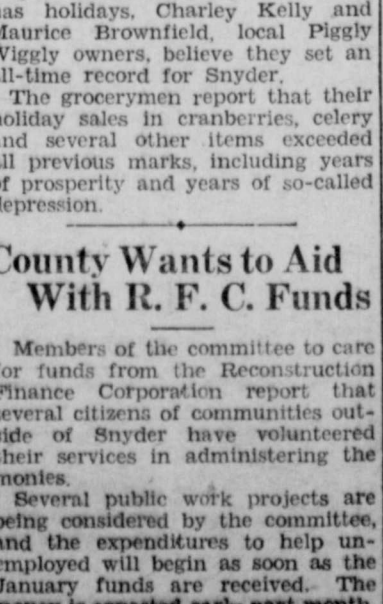 as holidays, Charley Kelly and
Maurice Brownfield, local Piggly
Wiggly owners, believe they set an
ll-time record for Snyder.
The grocerymen report that their
holiday sales in cranberries, celery
and several other items exceeded
ll previous marks, including years
of prosperity and years of so-called
depression.
County Wants to Aid
With R. F. C. Funds
Members of the committee to care
for funds from the Reconstruction
Finance Corporation report that
several citizens of communities out-
side of Snyder have volunteered
their services in administering the
monies.
Several public work projects are
being considered by the committee,
and the expenditures to help un-
employed will begin as soon as the
January funds are received. The